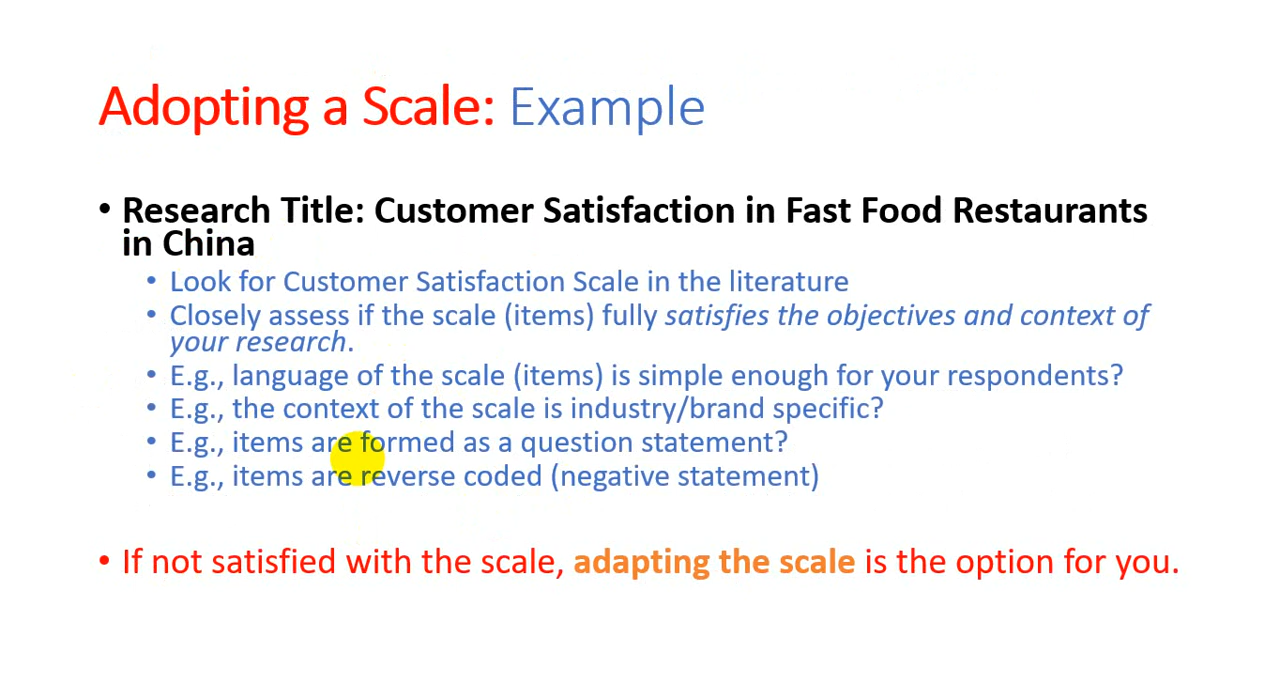 Adopting a Scale: Example
• Research Title: Customer Satisfaction in Fast Food Restaurants
in China
• Look for Customer Satisfaction Scale in the literature
• Closely assess if the scale (items) fully satisfies the objectives and context of
your research.
• E.g., language of the scale (items) is simple enough for your respondents?
• E.g., the context of the scale is industry/brand specific?
• E.g., items are formed as a question statement?
• E.g., items are reverse coded (negative statement)
• If not satisfied with the scale, adapting the scale is the option for you.